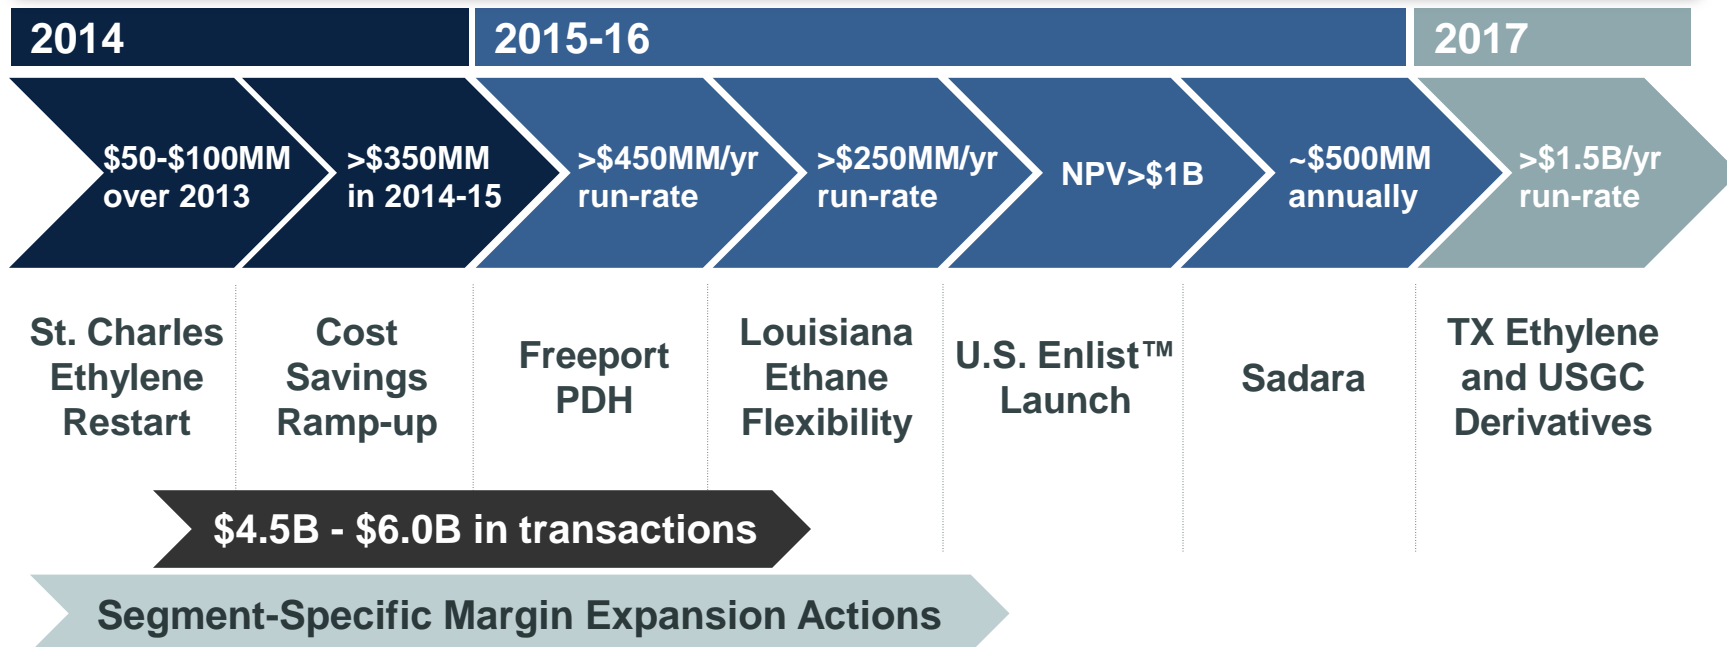 2014
2015-16
2017
$50-$100MM
over 2013
>$350MM
in 2014-15
>$450MM/yr
run-rate
>$250MM/yr
run-rate
NPV>$1B
~$500MM
annually
>$1.5B/yr
run-rate
St. Charles
Ethylene
Restart
Cost
Savings
Ramp-up
Freeport
PDH
Louisiana
Ethane
Flexibility
U.S. Enlist™
Launch
Sadara
TX Ethylene
and USGC
Derivatives
$4.5B - $6.0B in transactions
Segment-Specific Margin Expansion Actions